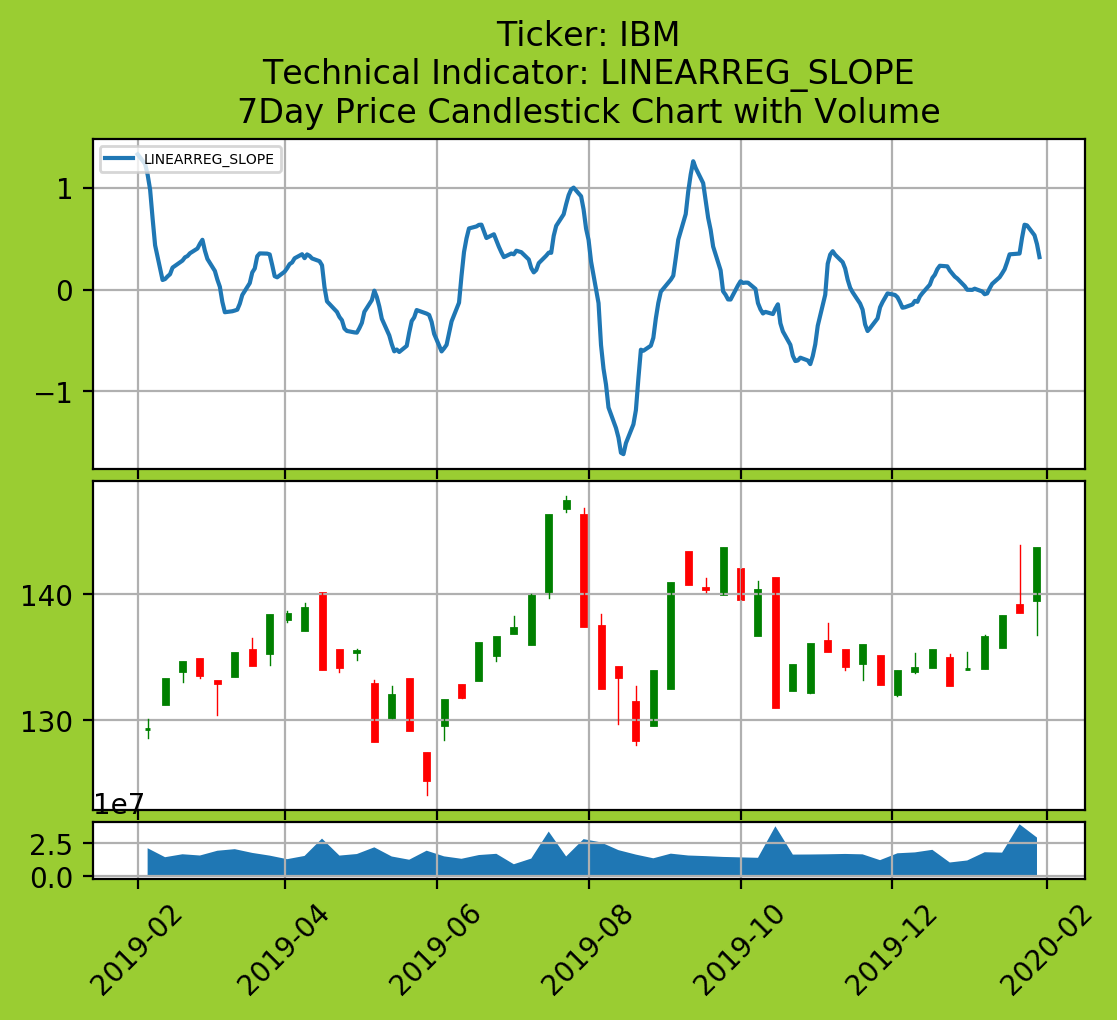 Ticker: IBM
Technical Indicator: LINEARREG_SLOPE
7Day Price Candlestick Chart with Volume
LINEARREG_SLOPE
1
0
−1
140
130
1e7
2.5
0.0
2019-02
2019-04
2019-06
2019-08
2019-10
2019-12
2020-02